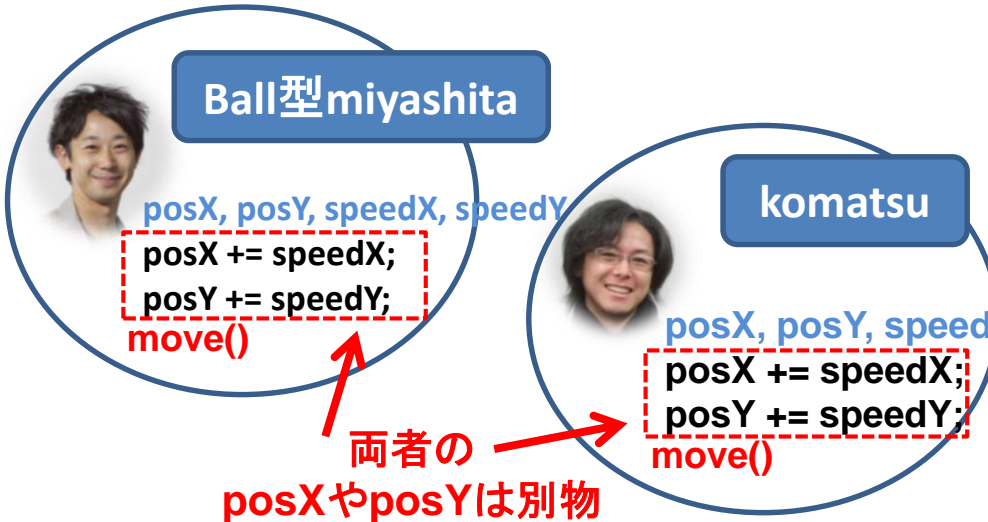 Ball型miyashita
posX, posY, speedX, speedY
posX += speedX;
posY += speedY;
move()
komatsu
posX, posY, speed
posX += speedX;
posY += speedY;
move()
両者の
posXやposYは別物